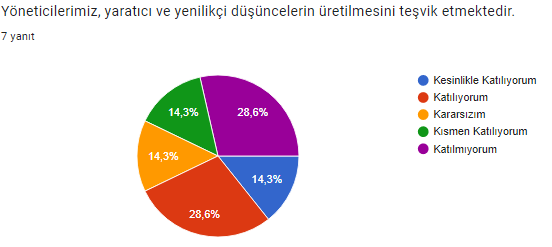 Yöneticilerimiz, yaratıcı ve yenilikçi düşüncelerin üretilmesini teşvik etmektedir.
7 yanıt
Kesinlikle Katılıyorum
Katılıyorum
Kararsızım
Kısmen Katılıyorum
Katılmıyorum
14,3%
28,6%
14,3%
14,3%
28,6%